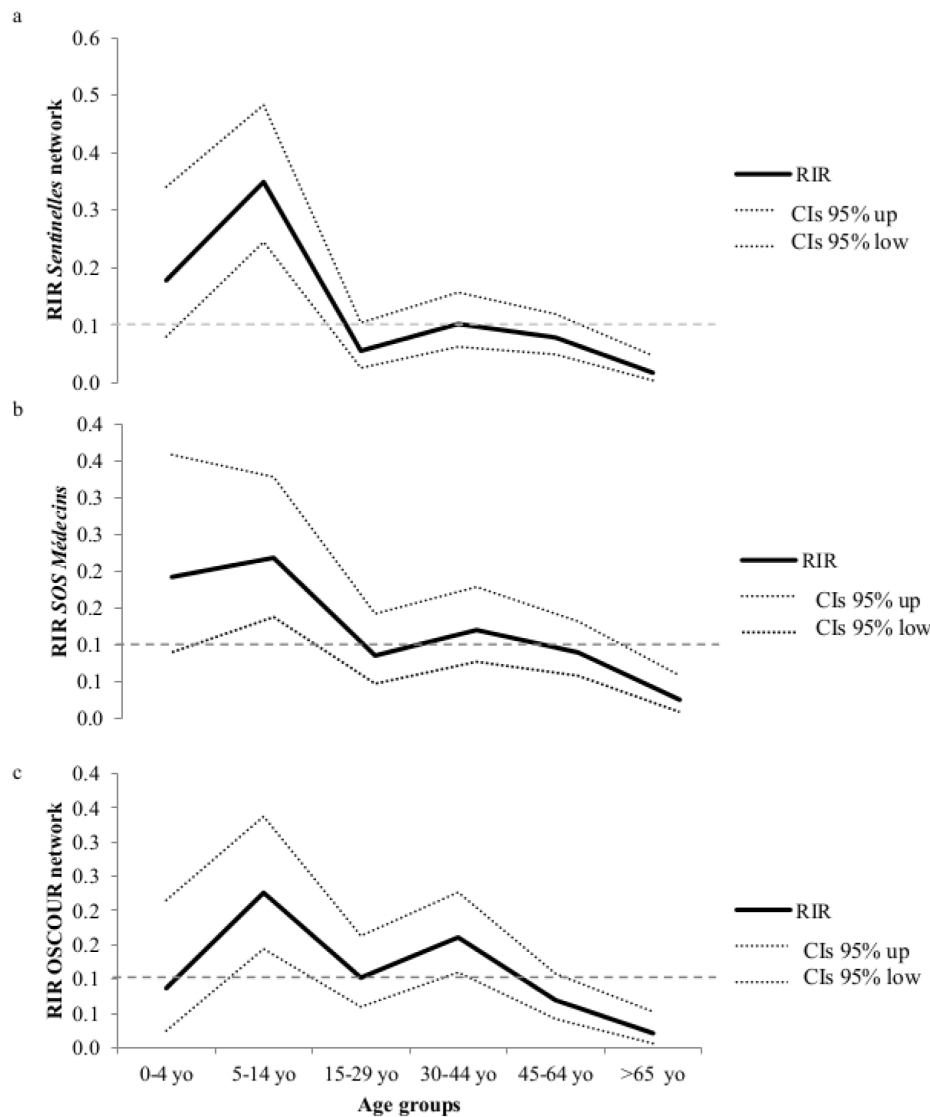 a
0.6
0.5
0.4
0.3
0.2
0.1
0.0
RIR Sentinelles network
RIR
CIs 95% up
CIs 95% low
b
0.4
0.4
0.3
0.3
0.2
0.2
0.1
0.1
0.0
RIR SOS Médecins
RIR
CIs 95% up
CIs 95% low
c
0.4
0.4
0.3
0.3
0.2
0.2
0.1
0.1
0.0
RIR OSCOUR network
RIR
CIs 95% up
CIs 95% low
0-4 yo 5-14 yo 15-29 yo 30-44 yo 45-64 yo >65 yo
Age groups